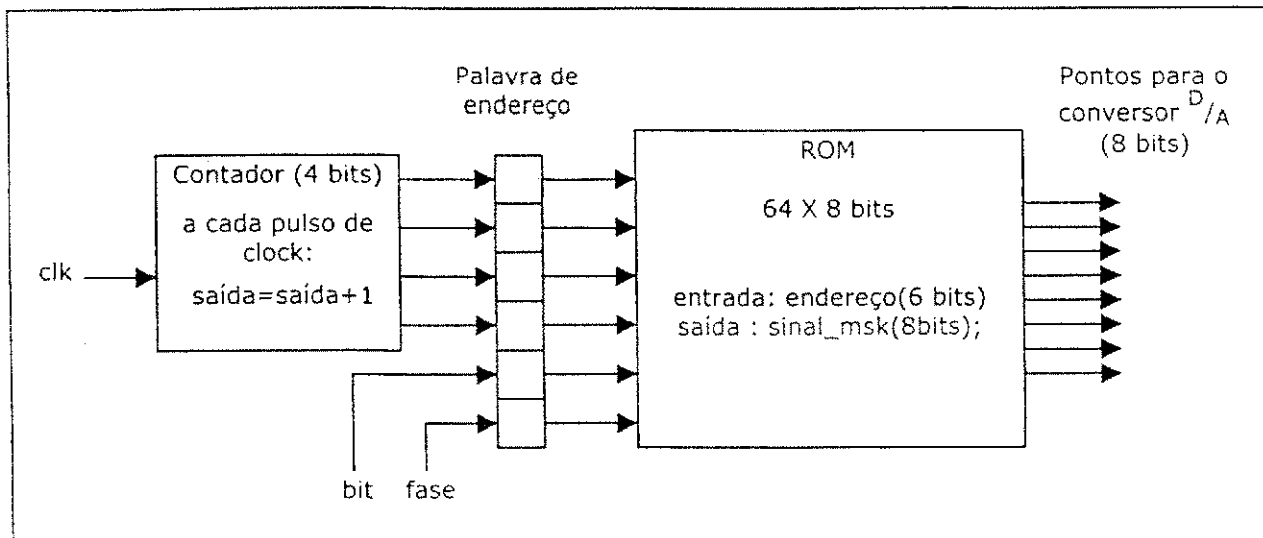 Palavra de
endereço
Pontos para o
conversor D/A
(8 bits)
Contador (4 bits)
a cada pulso de
clock:
saída=saída+1
clk
ROM
64 X 8 bits
entrada: endereço(6 bits)
saída : sinal_msk(8bits);
bit
fase